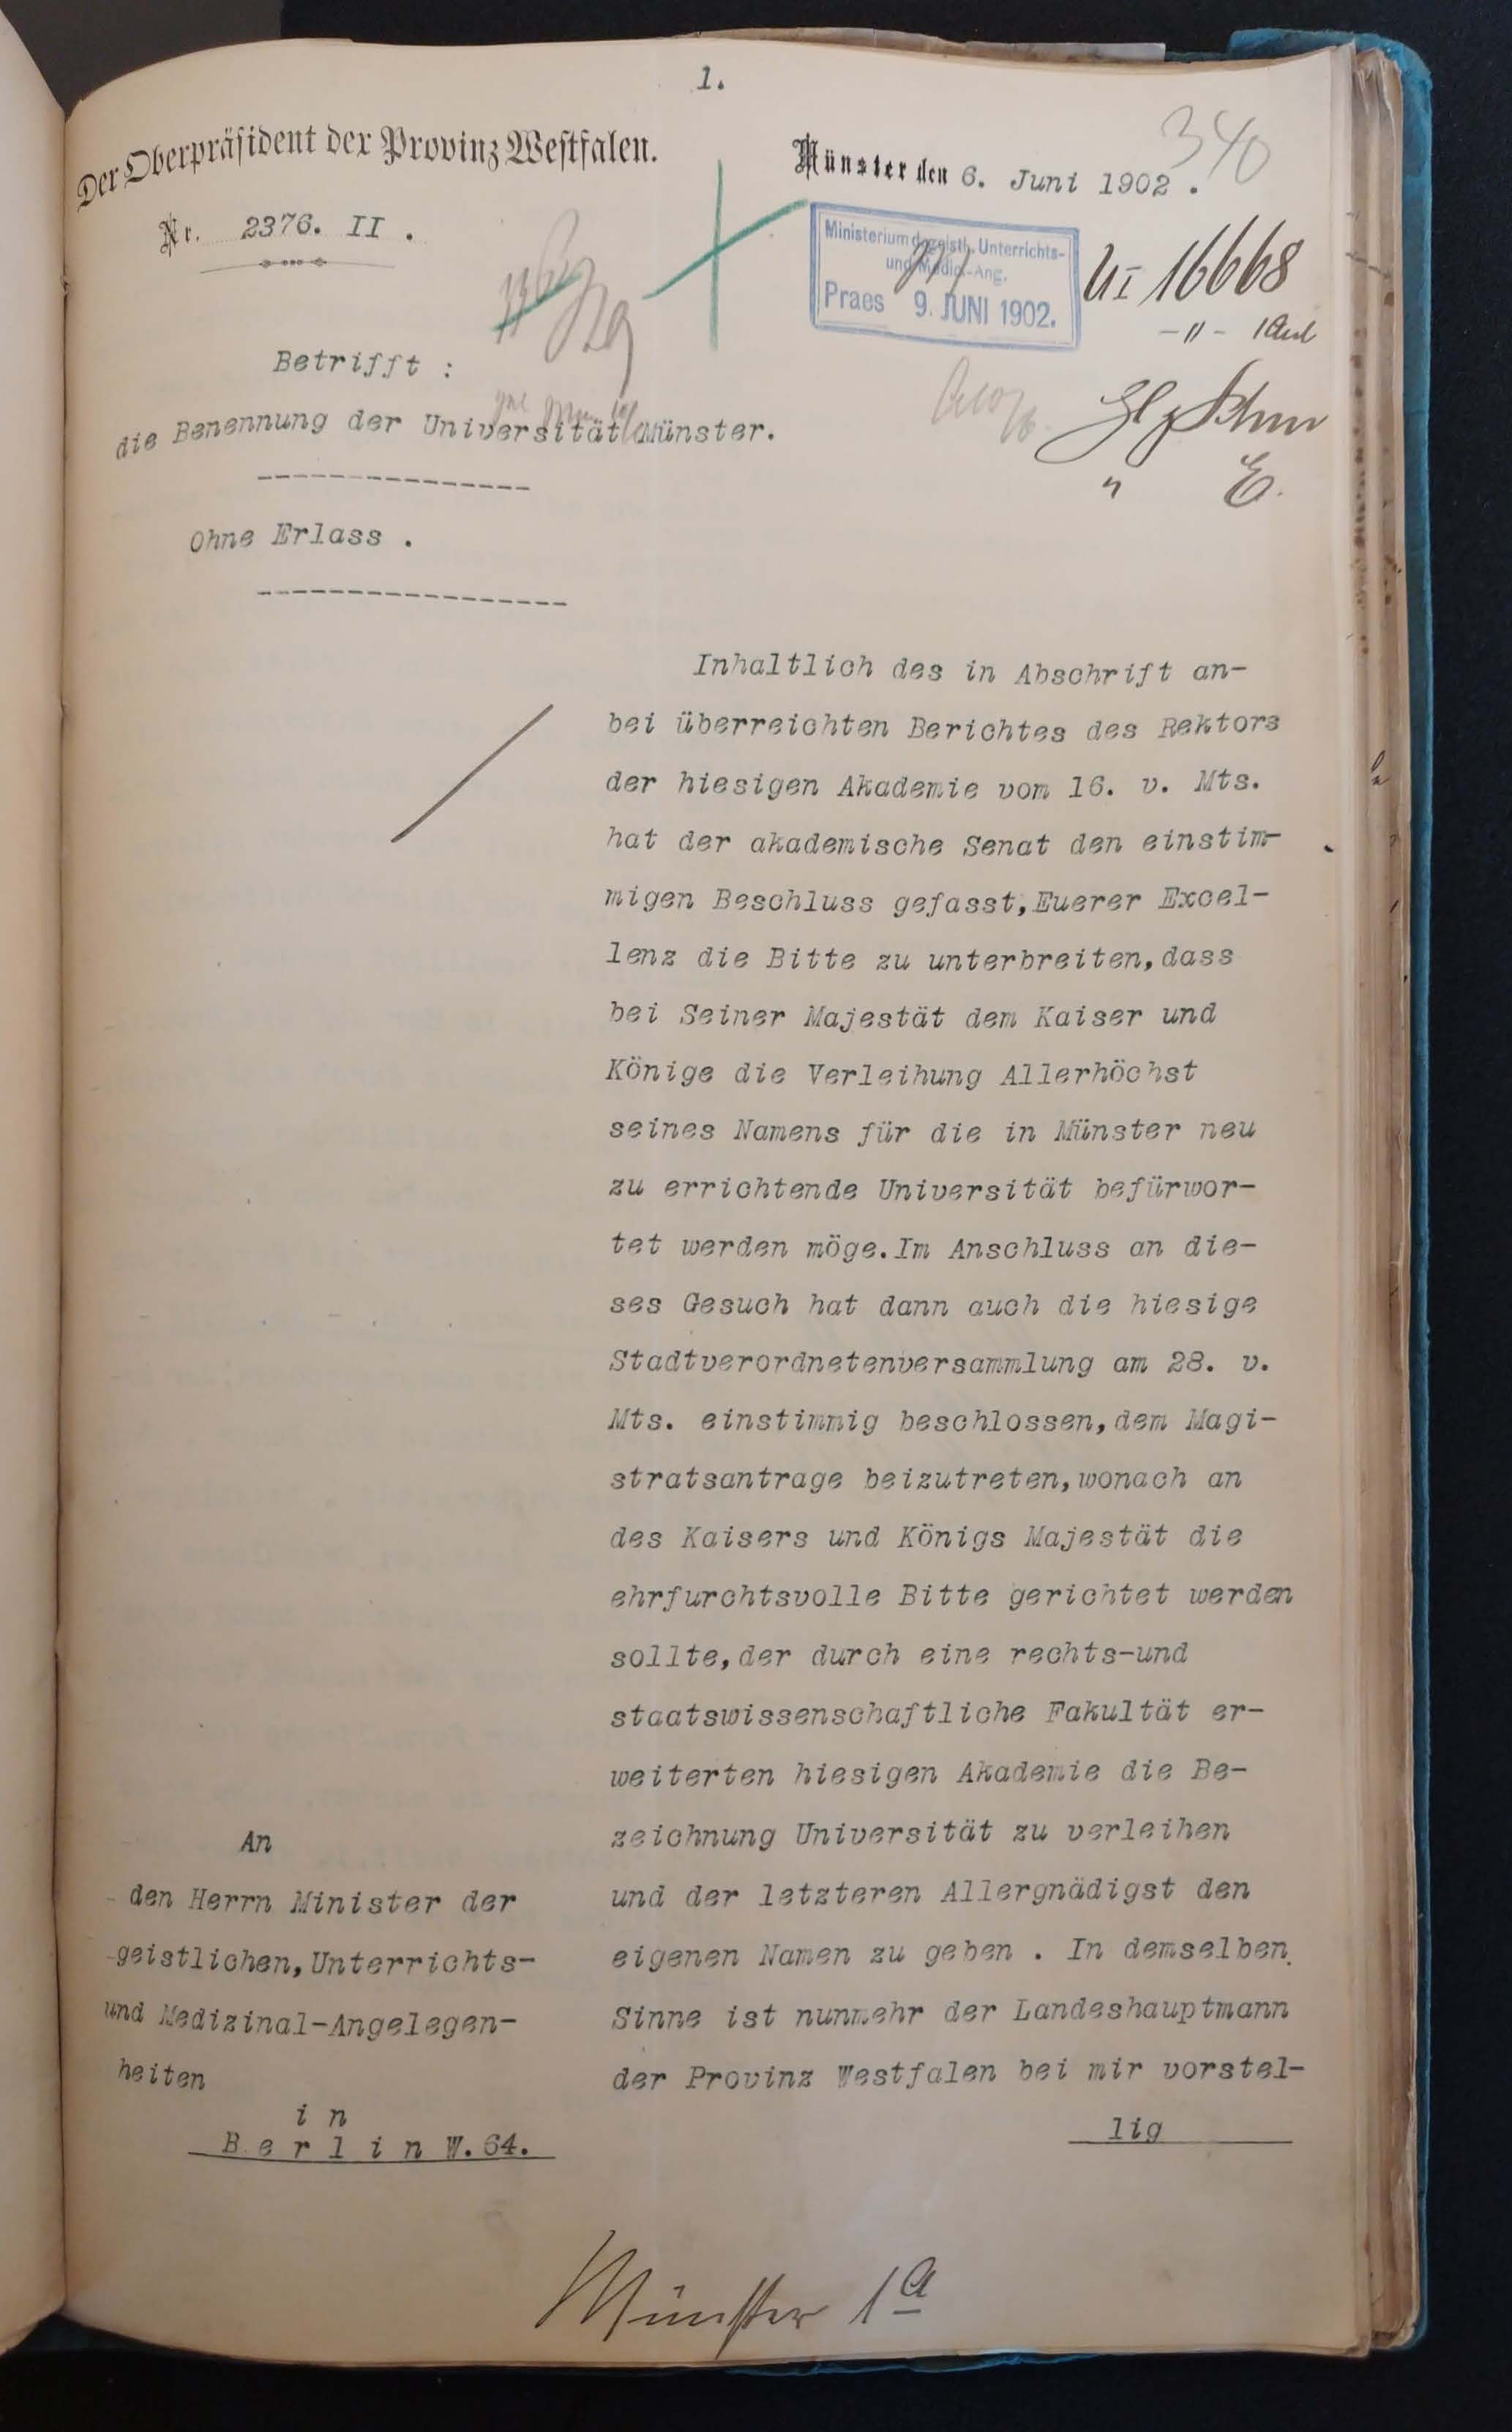 1.
340
Der Oberpräsident der Provinz Westfalen.
Münster den 6. Juni 1902.
Nr. 2376. II.
Ministerium d. geistl. Unterrichts-
und Medic.-Ang.
Praes 9. JUNI 1902.
UI 16668
Betrifft :
die Benennung der Universität Münster.
E.
Ohne Erlass .
Inhaltlich des in Abschrift an-
bei überreichten Berichtes des Rektors
der hiesigen Akademie vom 16. v. Mts.
hat der akademische Senat den einstim-
migen Beschluss gefasst,Euerer Excel-
lenz die Bitte zu unterbreiten,dass
bei Seiner Majestät dem Kaiser und
Könige die Verleihung Allerhöchst
seines Namens für die in Münster neu
zu errichtende Universität befürwor-
tet werden möge.Im Anschluss an die-
ses Gesuch hat dann auch die hiesige
Stadtverordnetenversammlung am 28. v.
Mts. einstimmig beschlossen,dem Magi-
stratsantrage beizutreten,wonach an
des Kaisers und Königs Majestät die
ehrfurchtsvolle Bitte gerichtet werden
sollte,der durch eine rechts-und
staatswissenschaftliche Fakultät er-
weiterten hiesigen Akademie die Be-
zeichnung Universität zu verleihen
und der letzteren Allergnädigst den
eigenen Namen zu geben . In demselben
Sinne ist nunmehr der Landeshauptmann
der Provinz Westfalen bei mir vorstel-
lig
An
den Herrn Minister der
geistlichen,Unterrichts-
und Medizinal-Angelegen-
heiten
in
Berlin W.64.
Münster 1a